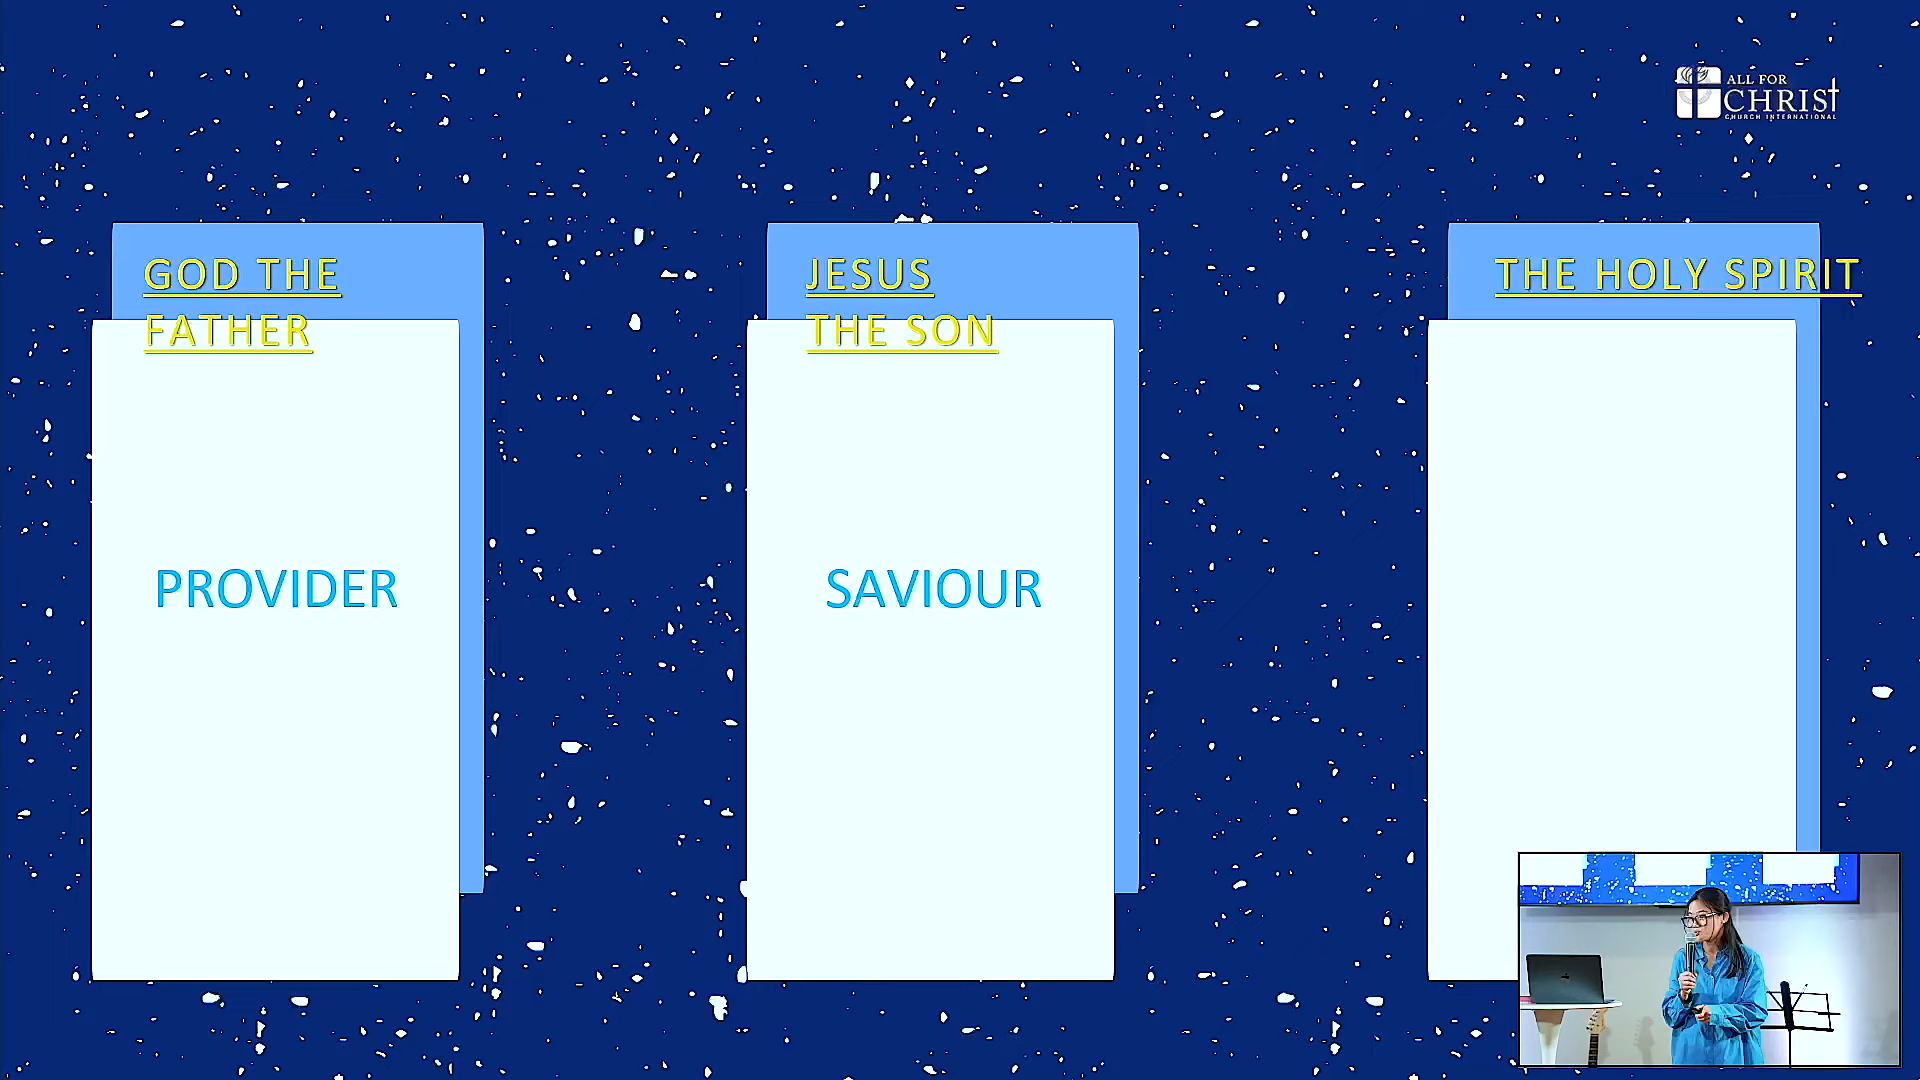 ALL FOR
CHRIST
CHURCH INTERNATIONAL
GOD THE
FATHER
PROVIDER
JESUS
THE SON
SAVIOUR
THE HOLY SPIRIT